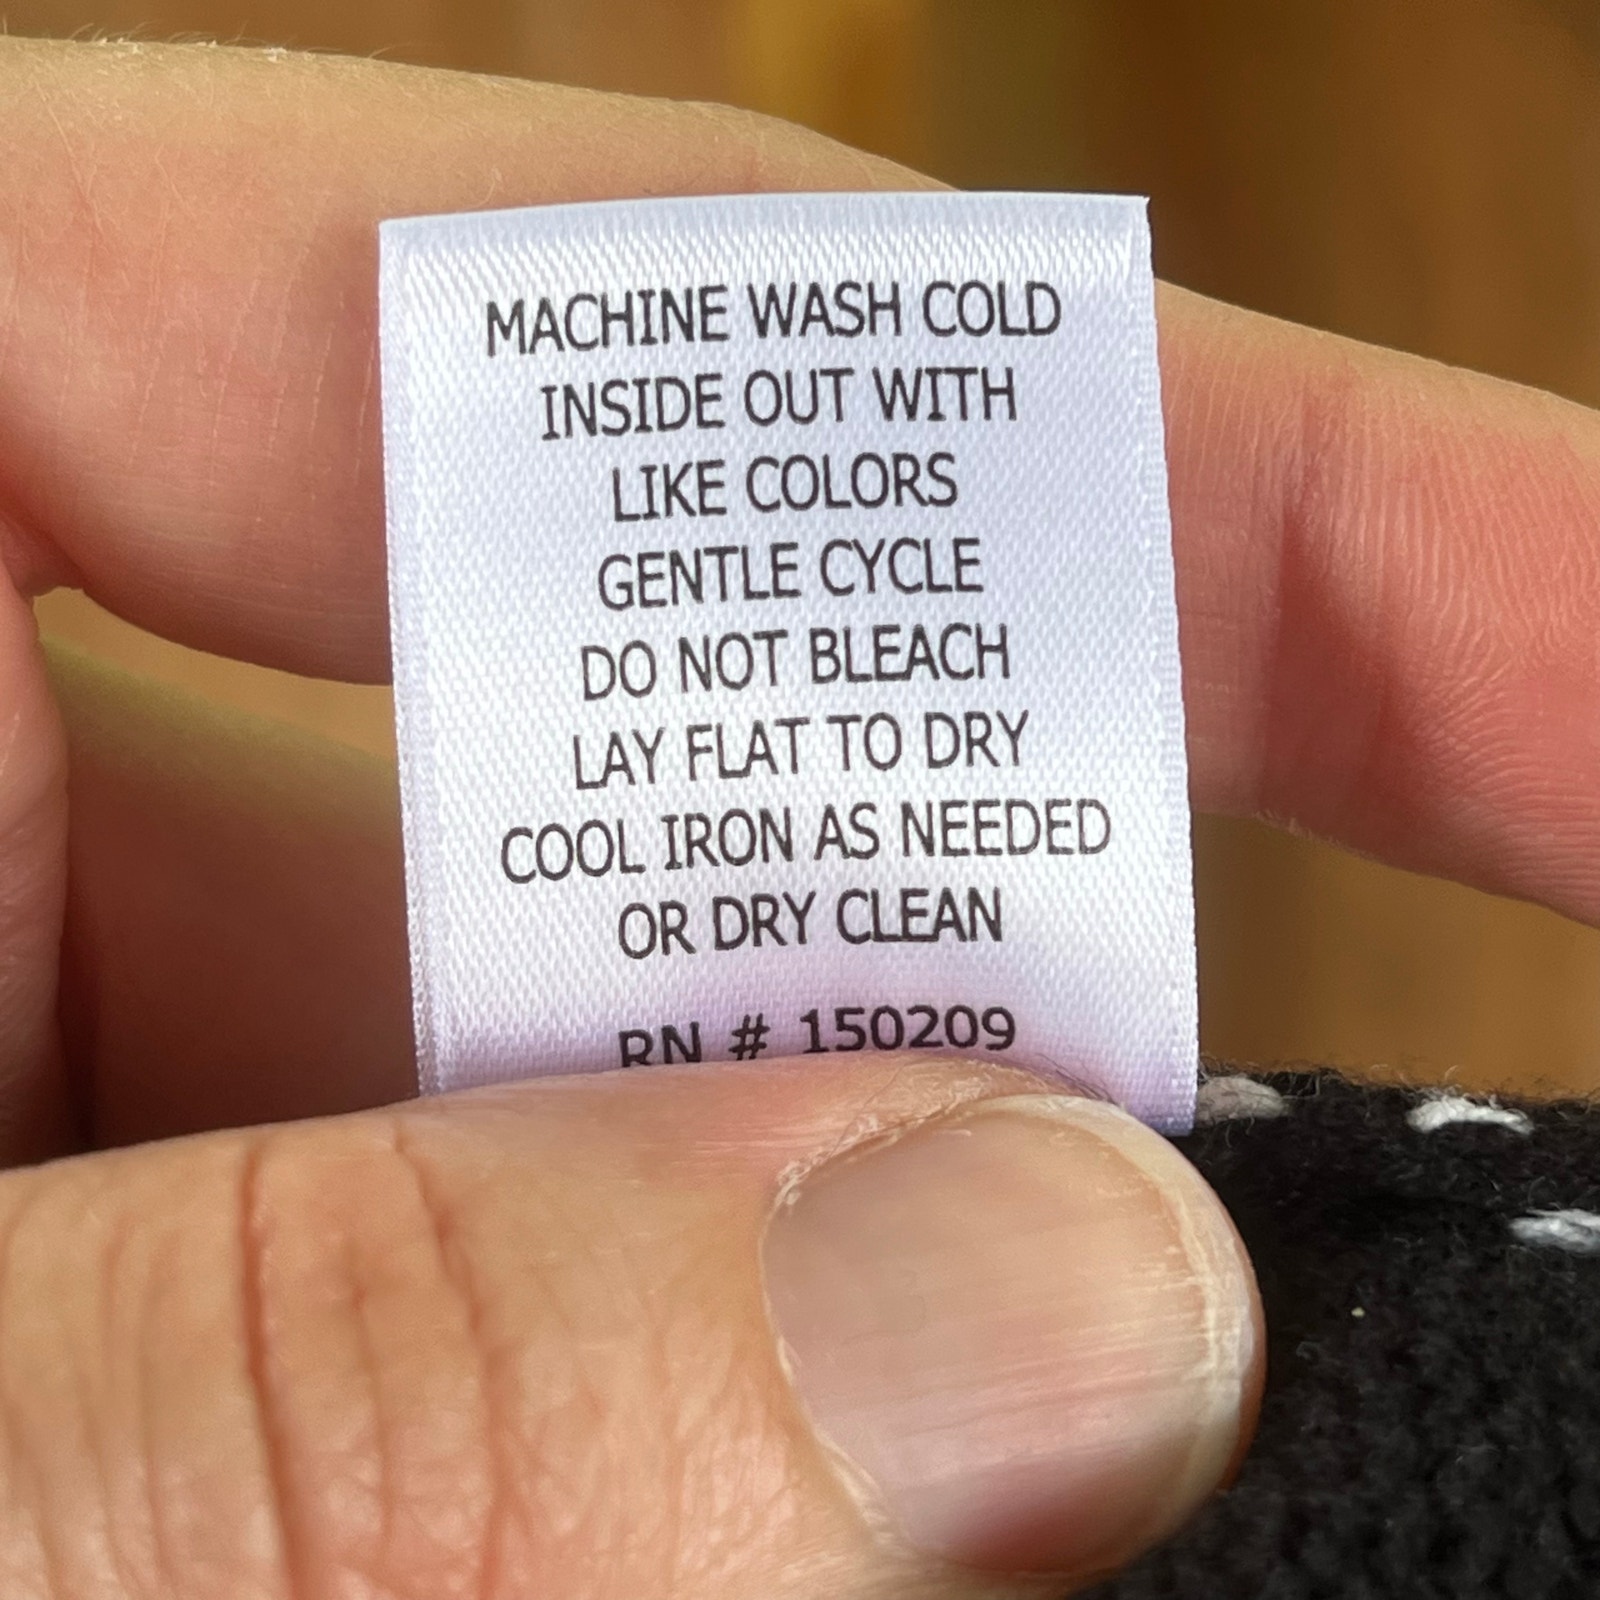 MACHINE WASH COLD
INSIDE OUT WITH
LIKE COLORS
GENTLE CYCLE
DO NOT BLEACH
LAY FLAT TO DRY
COOL IRON AS NEEDED
OR DRY CLEAN
RN # 150209